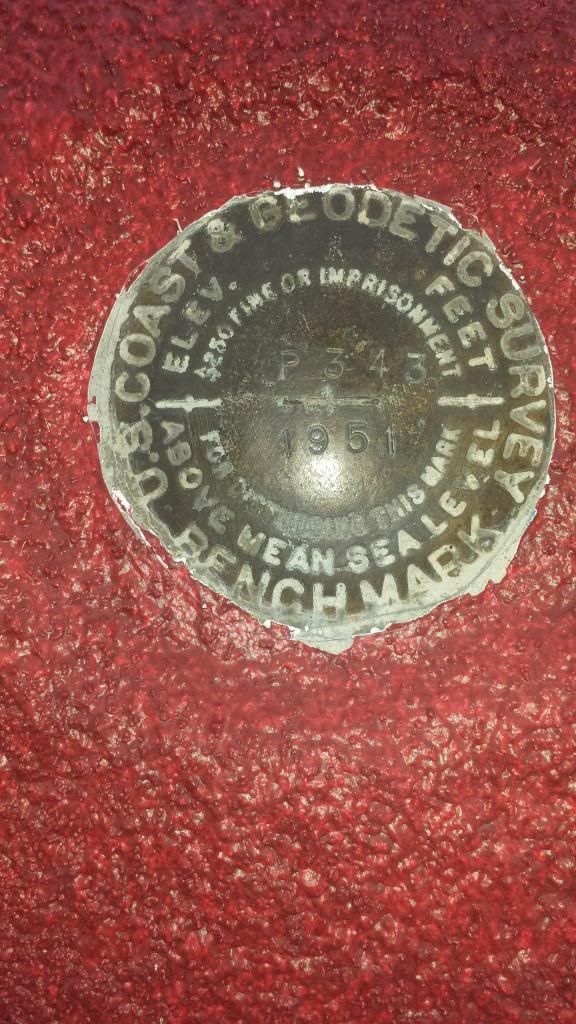 U.S. COAST & GEODETIC SURVEY
ELEV. FEET
$250 FINE OR IMPRISONMENT
P 343
1951
FOR DISTURBING THIS MARK
ABOVE MEAN SEA LEVEL
BENCH MARK